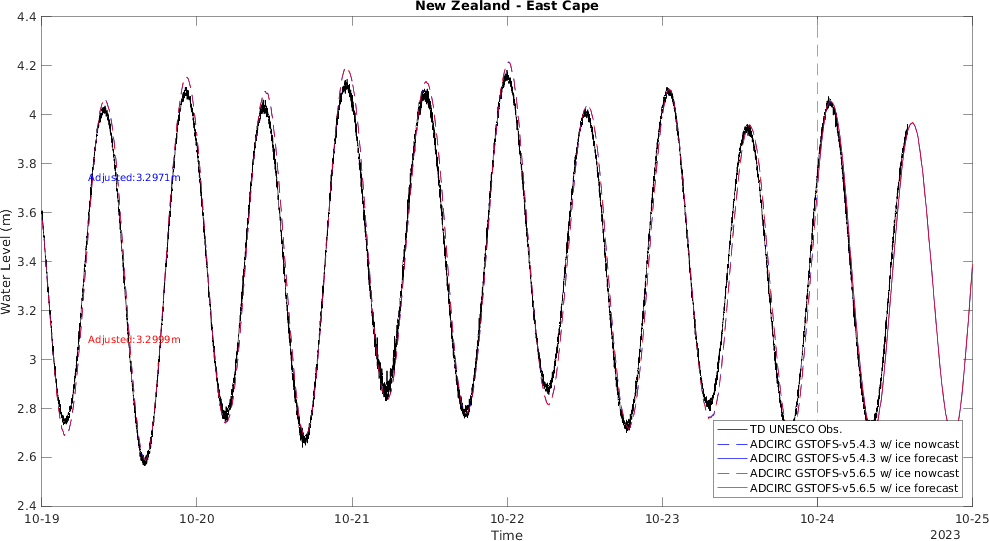 New Zealand - East Cape
4.4
4.2
4
3.8
3.6
3.4
3.2
3
2.8
2.6
2.4
Water Level (m)
Adjusted:3.2971m
Adjusted:3.2999m
TD UNESCO Obs.
ADCIRC GSTOFS-v5.4.3 w/ ice nowcast
ADCIRC GSTOFS-v5.4.3 w/ ice forecast
ADCIRC GSTOFS-v5.6.5 w/ ice nowcast
ADCIRC GSTOFS-v5.6.5 w/ ice forecast
10-19 10-20 10-21 10-22 10-23 10-24 10-25
Time
2023